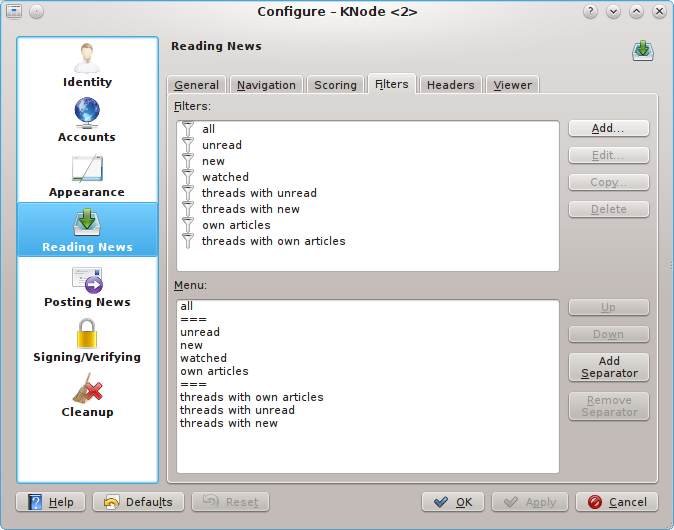 Configure – KNode <2>
Identity
Accounts
Appearance
Reading News
Posting News
Signing/Verifying
Cleanup
Reading News
General Navigation Scoring Filters Headers Viewer
Filters:
all
unread
new
watched
threads with unread
threads with new
own articles
threads with own articles
Add...
Edit...
Copy...
Delete
Menu:
all
===
unread
new
watched
own articles
===
threads with own articles
threads with unread
threads with new
Up
Down
Add
Separator
Remove
Separator
Help Defaults Reset OK Apply Cancel